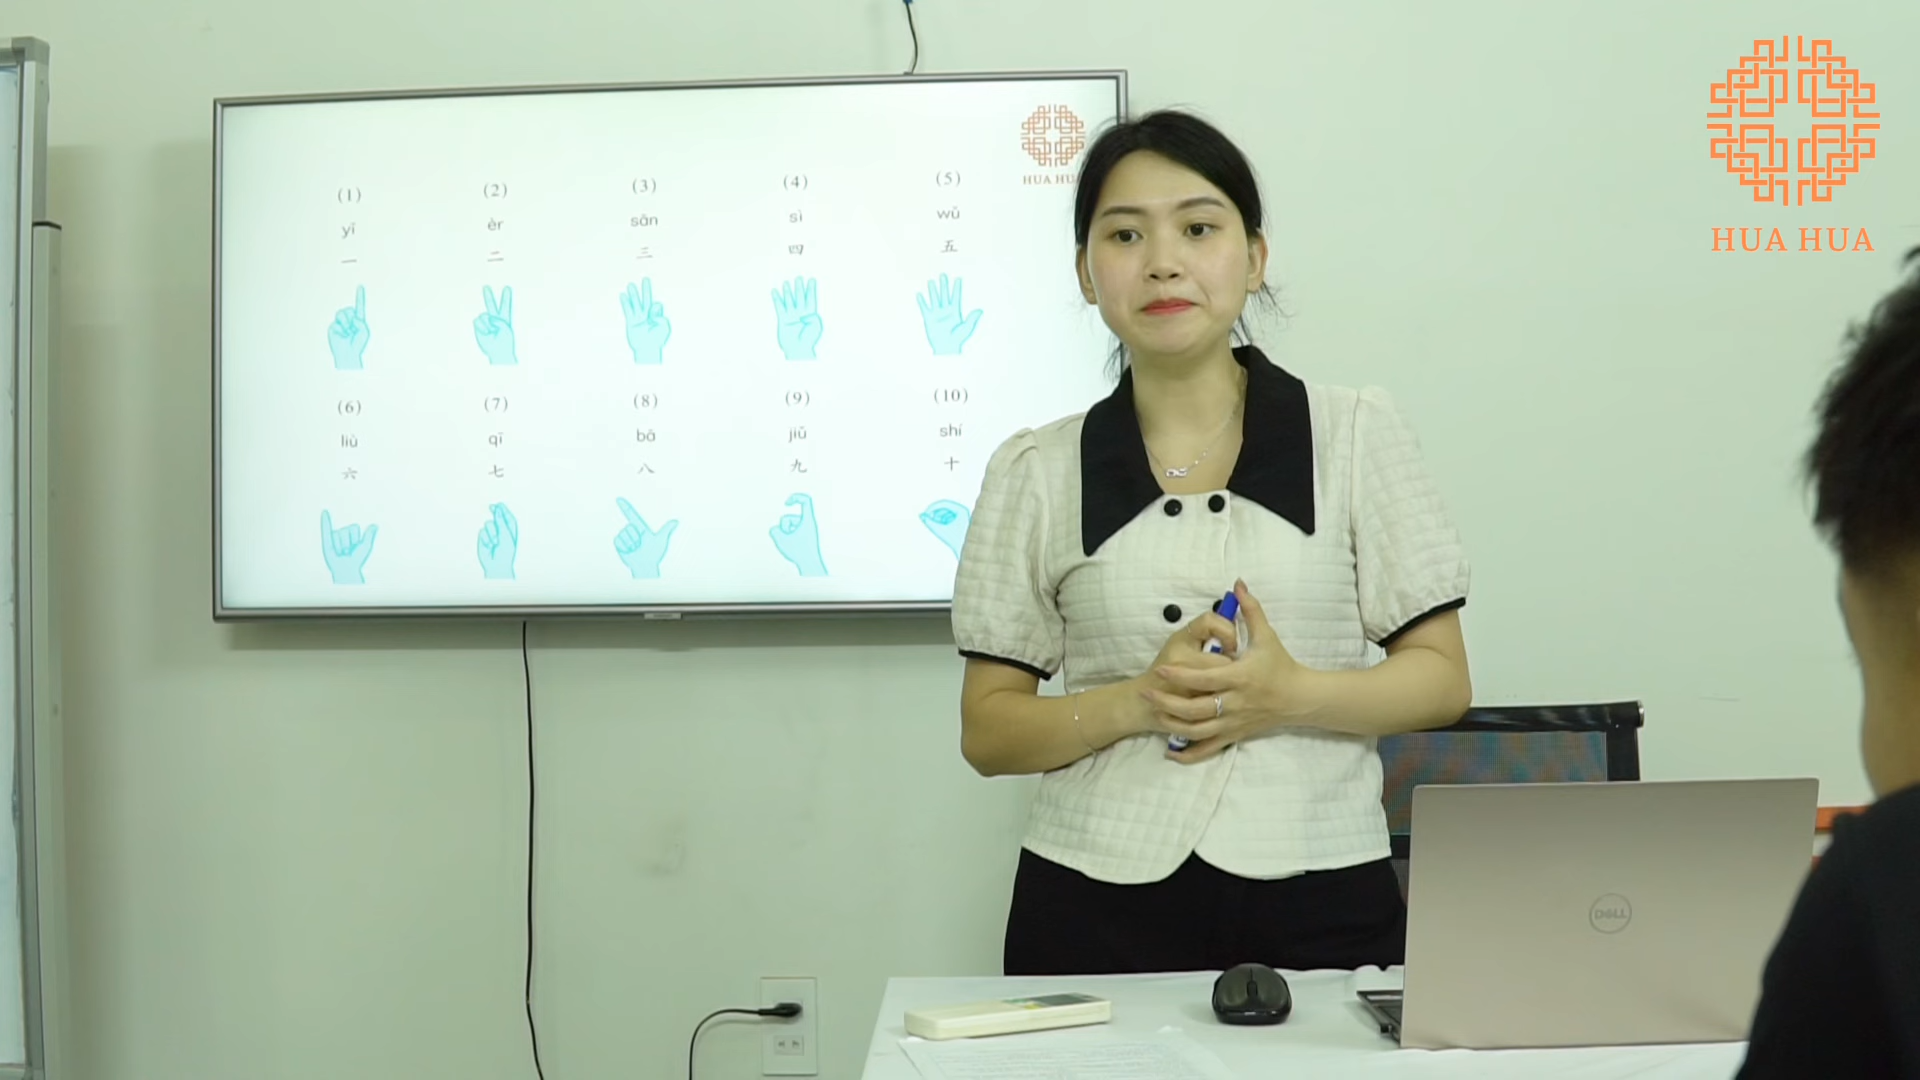 HUA HUA
HUA HU
(1) (2) (3) (4) (5)
yī èr sān sì wǔ
一 二 三 四 五
(6) (7) (8) (9) (10)
liù qī bā jiǔ shí
六 七 八 九 十
DELL